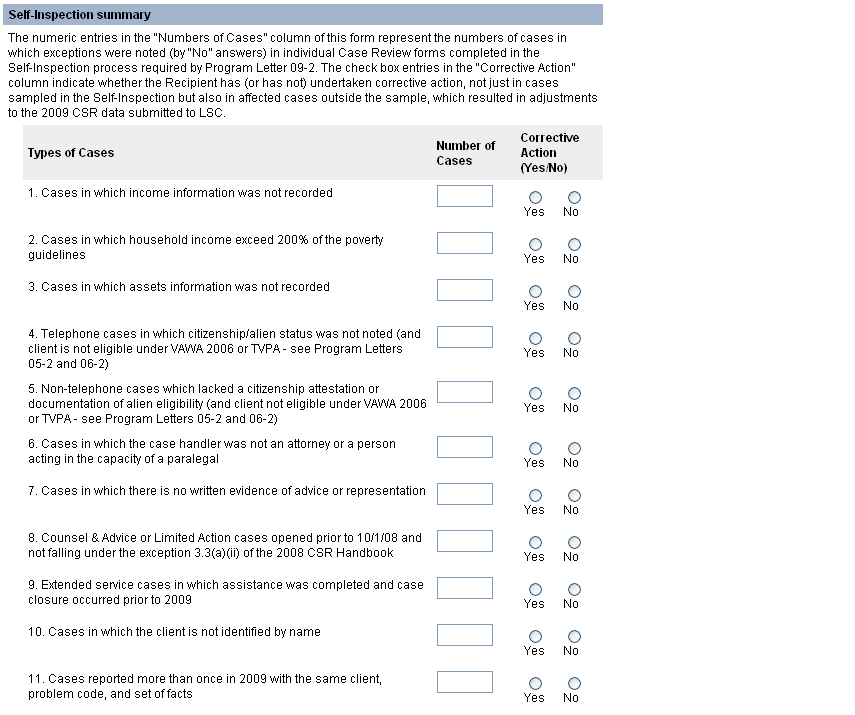 Self-Inspection summary
The numeric entries in the "Numbers of Cases" column of this form represent the numbers of cases in
which exceptions were noted (by "No" answers) in individual Case Review forms completed in the
Self-Inspection process required by Program Letter 09-2. The check box entries in the "Corrective Action"
column indicate whether the Recipient has (or has not) undertaken corrective action, not just in cases
sampled in the Self-Inspection but also in affected cases outside the sample, which resulted in adjustments
to the 2009 CSR data submitted to LSC.
Types of Cases
Number of
Cases
Corrective
Action
(Yes/No)
1. Cases in which income information was not recorded
Yes No
2. Cases in which household income exceed 200% of the poverty
guidelines
Yes No
3. Cases in which assets information was not recorded
Yes No
4. Telephone cases in which citizenship/alien status was not noted (and
client is not eligible under VAWA 2006 or TVPA - see Program Letters
05-2 and 06-2)
Yes No
5. Non-telephone cases which lacked a citizenship attestation or
documentation of alien eligibility (and client not eligible under VAWA 2006
or TVPA - see Program Letters 05-2 and 06-2)
Yes No
6. Cases in which the case handler was not an attorney or a person
acting in the capacity of a paralegal
Yes No
7. Cases in which there is no written evidence of advice or representation
Yes No
8. Counsel & Advice or Limited Action cases opened prior to 10/1/08 and
not falling under the exception 3.3(a)(ii) of the 2008 CSR Handbook
Yes No
9. Extended service cases in which assistance was completed and case
closure occurred prior to 2009
Yes No
10. Cases in which the client is not identified by name
Yes No
11. Cases reported more than once in 2009 with the same client,
problem code, and set of facts
Yes No